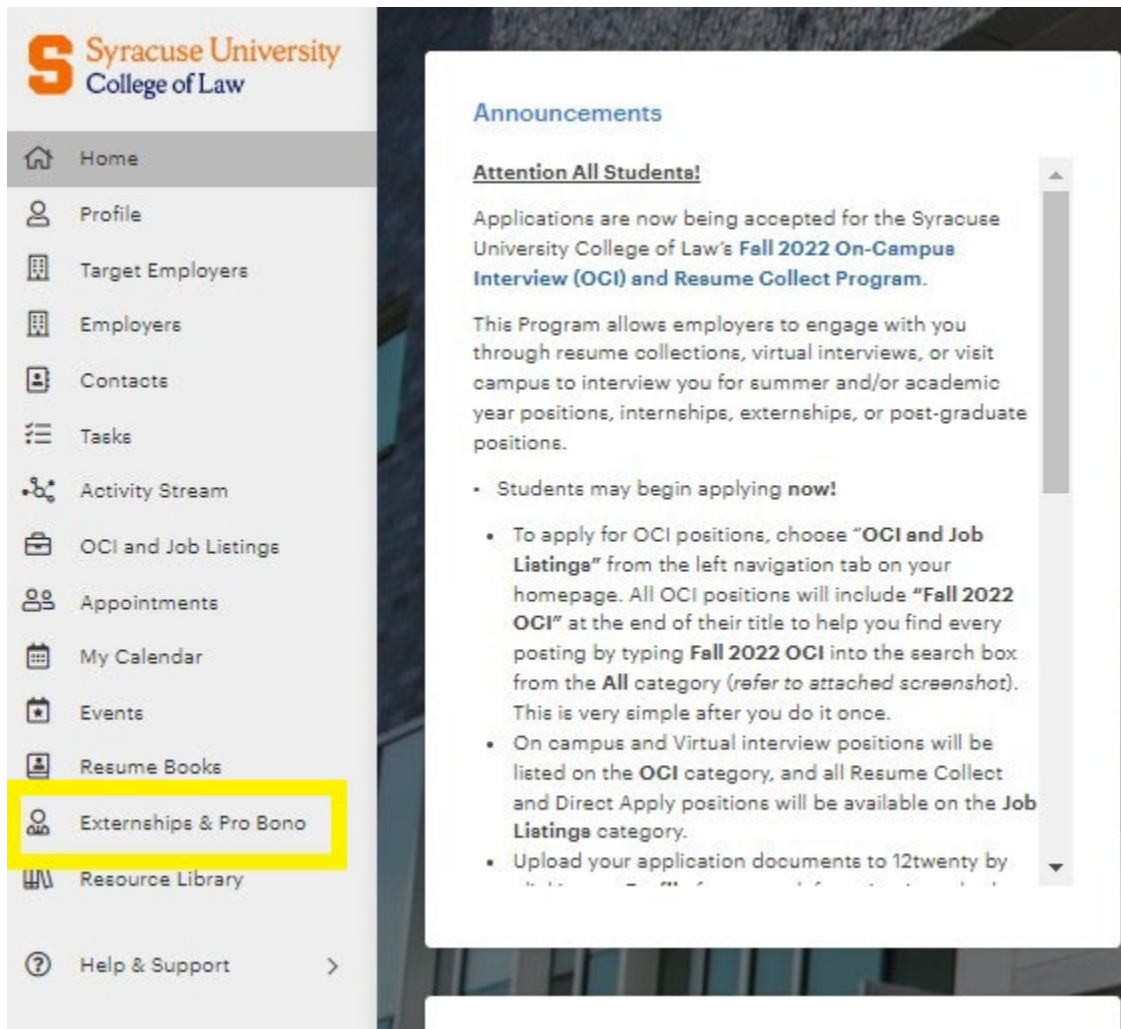 Syracuse University
College of Law
Home
Profile
Target Employers
Employers
Contacts
Tasks
Activity Stream
OCI and Job Listings
Appointments
My Calendar
Events
Resume Books
Externships & Pro Bono
Resource Library
Help & Support
Announcements
Attention All Students!
Applications are now being accepted for the Syracuse
University College of Law's Fall 2022 On-Campus
Interview (OCI) and Resume Collect Program.
This Program allows employers to engage with you
through resume collections, virtual interviews, or visit
campus to interview you for summer and/or academic
year positions, internships, externships, or post-graduate
positions.
- Students may begin applying now!
• To apply for OCI positions, choose "OCI and Job
Listings" from the left navigation tab on your
homepage. All OCI positions will include "Fall 2022
OCI" at the end of their title to help you find every
posting by typing Fall 2022 OCI into the search box
from the All category (refer to attached screenshot).
This is very simple after you do it once.
• On campus and Virtual interview positions will be
listed on the OCI category, and all Resume Collect
and Direct Apply positions will be available on the Job
Listings category.
• Upload your application documents to 12twenty by